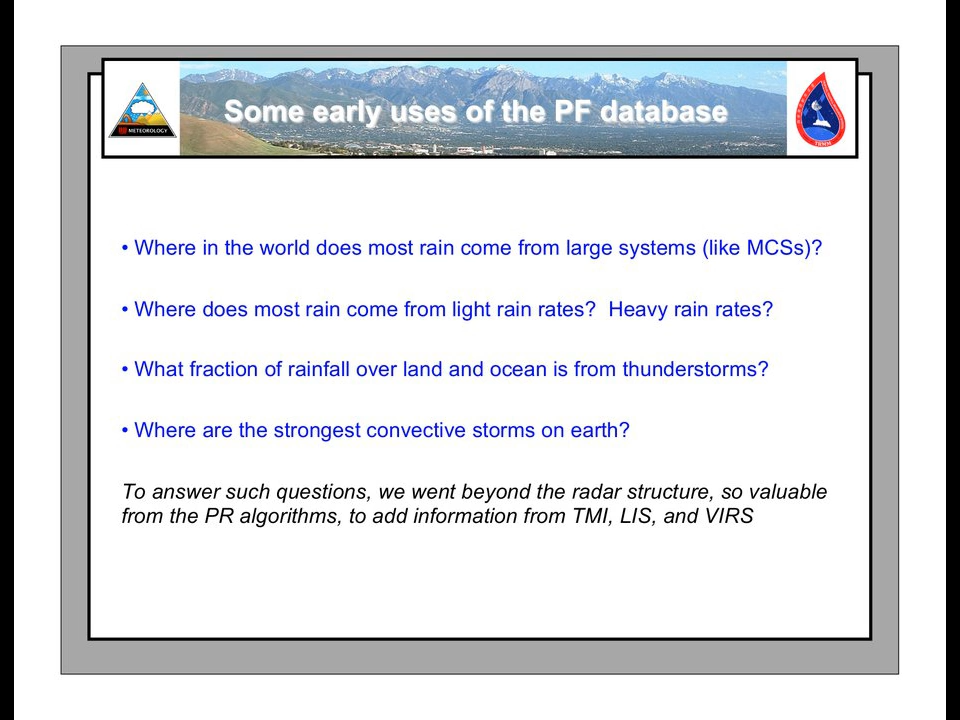 Some early uses of the PF database
METEOROLOGY
TRMM
• Where in the world does most rain come from large systems (like MCSs)?
• Where does most rain come from light rain rates?  Heavy rain rates?
• What fraction of rainfall over land and ocean is from thunderstorms?
• Where are the strongest convective storms on earth?
To answer such questions, we went beyond the radar structure, so valuable
from the PR algorithms, to add information from TMI, LIS, and VIRS